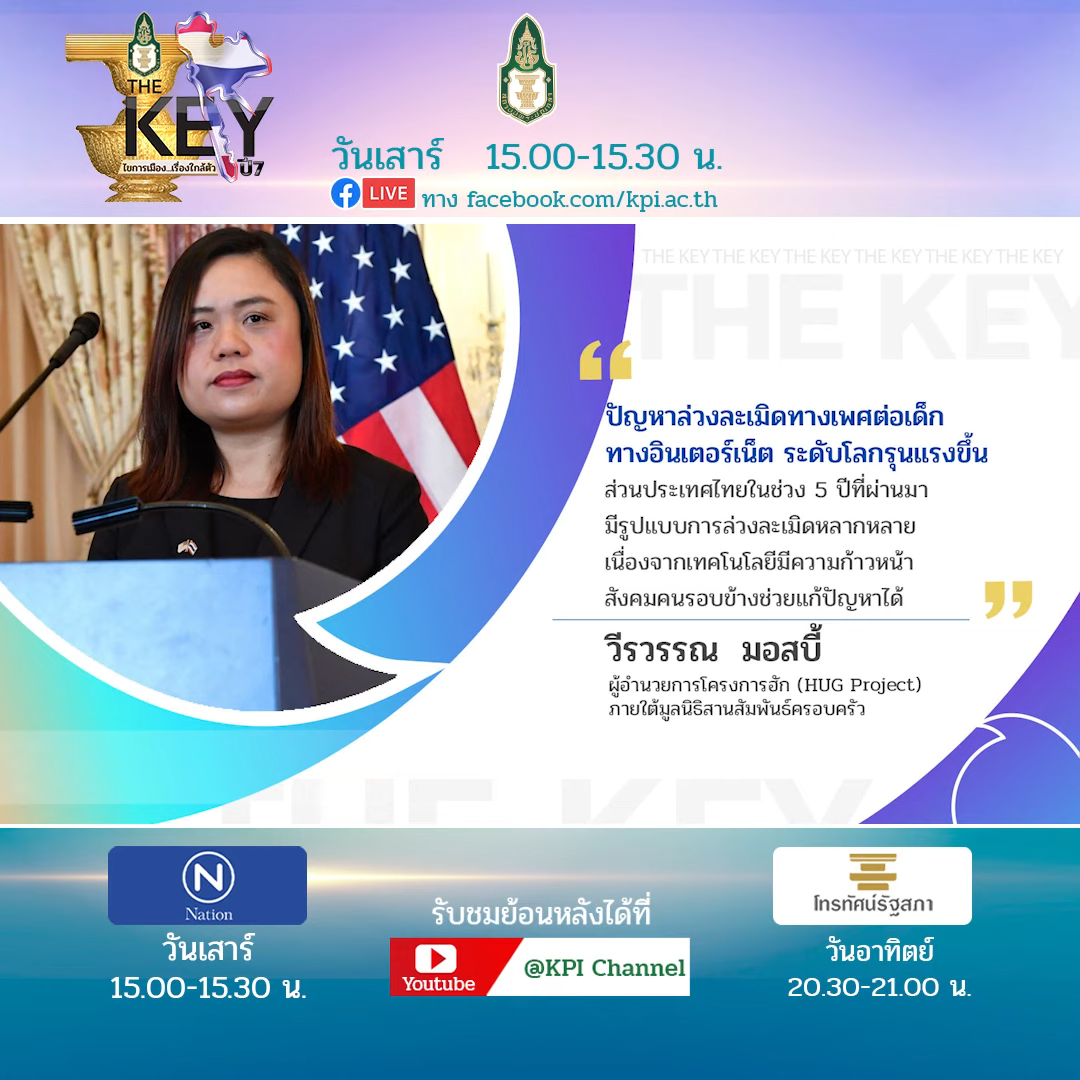 THE
KEY
ไขการเมือง...เรื่องใกล้ตัว ปี7
วันเสาร์ 15.00-15.30 น.
LIVE ทาง facebook.com/kpi.ac.th
THE KEY THE KEY THE KEY THE KEY THE KEY THE KEY
THE KEY
ปัญหาล่วงละเมิดทางเพศต่อเด็ก
ทางอินเตอร์เน็ต ระดับโลกรุนแรงขึ้น
ส่วนประเทศไทยในช่วง 5 ปีที่ผ่านมา
มีรูปแบบการล่วงละเมิดหลากหลาย
เนื่องจากเทคโนโลยีมีความก้าวหน้า
สังคมคนรอบข้างช่วยแก้ปัญหาได้
วีรวรรณ มอสบี้
ผู้อำนวยการโครงการฮัก (HUG Project)
ภายใต้มูลนิธิสานสัมพันธ์ครอบครัว
THE KEY
N
Nation
วันเสาร์
15.00-15.30 น.
รับชมย้อนหลังได้ที่
Youtube @KPI Channel
โทรทัศน์รัฐสภา
วันอาทิตย์
20.30-21.00 น.